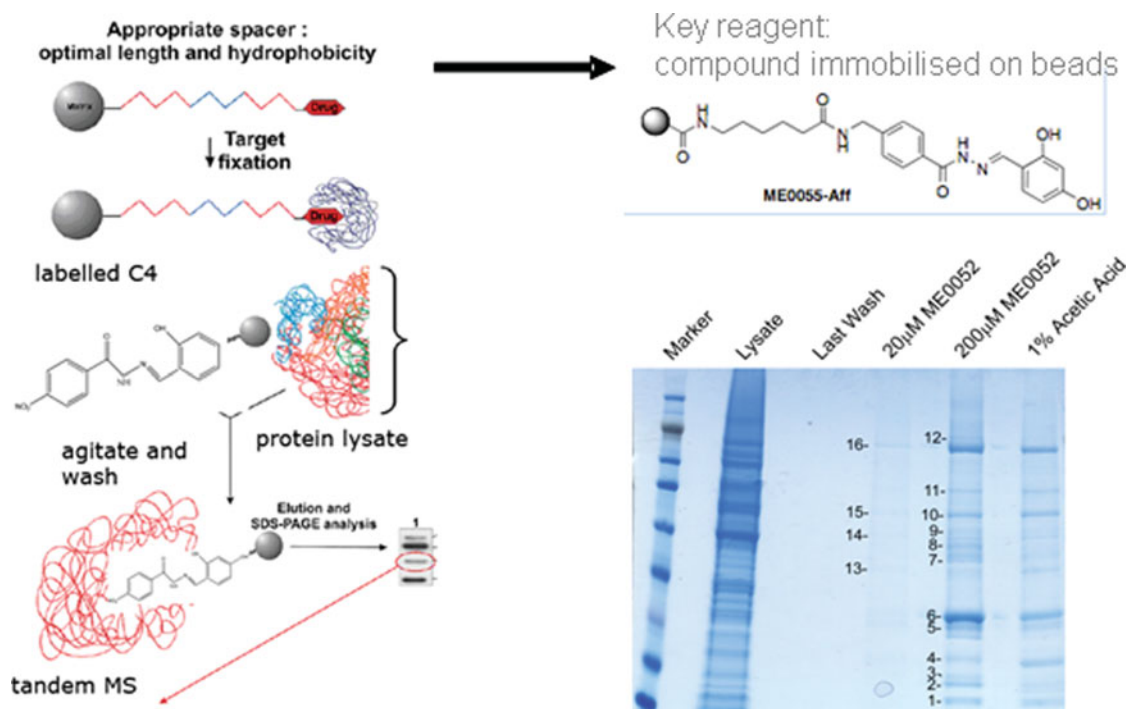 Appropriate spacer :
optimal length and hydrophobicity
Matrix
Drug
Target
fixation
Drug
labelled C4
O
OH
N
NH
NO₂
agitate and
wash
protein lysate
Elution and
SDS-PAGE analysis
1
tandem MS
Key reagent:
compound immobilised on beads
H
N
O
O
N
H
O
H
N
N
OH
OH
ME0055-Aff
Marker
Lysate
Last Wash
20µM ME0052
200µM ME0052
1% Acetic Acid
16-
15-
14-
13-
12-
11-
10-
9-
8-
7-
6-
5-
4-
3-
2-
1-